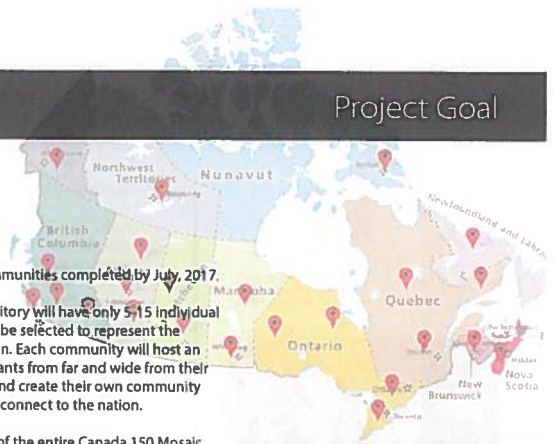 Project Goal
Northwest
Territories
Nunavut
Newfoundland and Labra
British
Columbia
mmunities completed by July, 2017.
itory will have only 5-15 individual
be selected to represent the
n. Each community will host an
ants from far and wide from their
nd create their own community
connect to the nation.
of the entire Canada 150 Mosaic
Manitoba
Quebec
Ontario
New
Brunswick
Nova
Scotia
Toronto